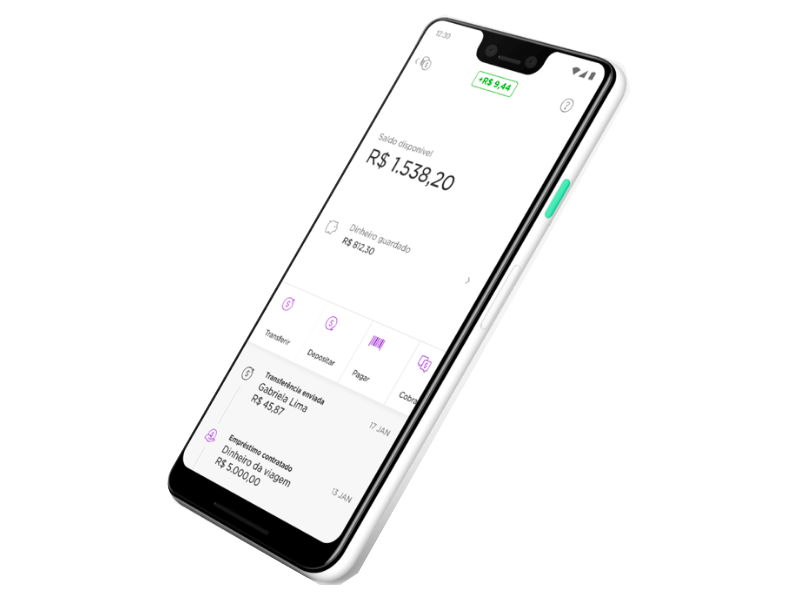 12:30
+R$ 9,44
Saldo disponível
R$ 1.538,20
Dinheiro guardado
R$ 812,30
Transferir
Depositar
Pagar
Cobra
Transferência enviada
17 JAN
Gabriela Lima
R$ 45,87
Empréstimo contratado
13 JAN
Dinheiro da viagem
R$ 5.000,00